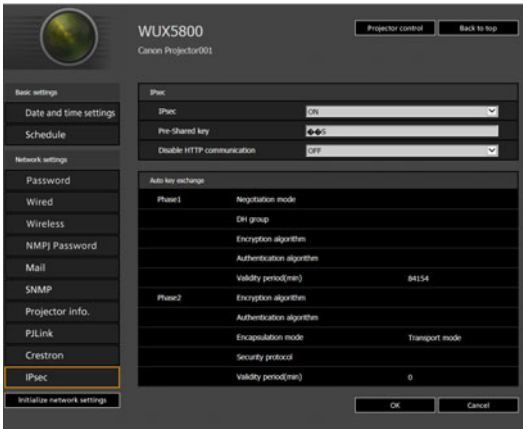 WUX5800
Canon Projector001
Projector control
Back to top
Basic settings
Date and time settings
Schedule
Network settings
Password
Wired
Wireless
NMPJ Password
Mail
SNMP
Projector info.
PJLink
Crestron
IPsec
Initialize network settings
IPsec
IPsec ON
Pre-Shared key ��S
Disable HTTP communication OFF
Auto key exchange
Phase1 Negotiation mode
DH group
Encryption algorithm
Authentication algorithm
Validity period(min) 84154
Phase2 Encryption algorithm
Authentication algorithm
Encapsulation mode Transport mode
Security protocol
Validity period(min) 0
OK
Cancel